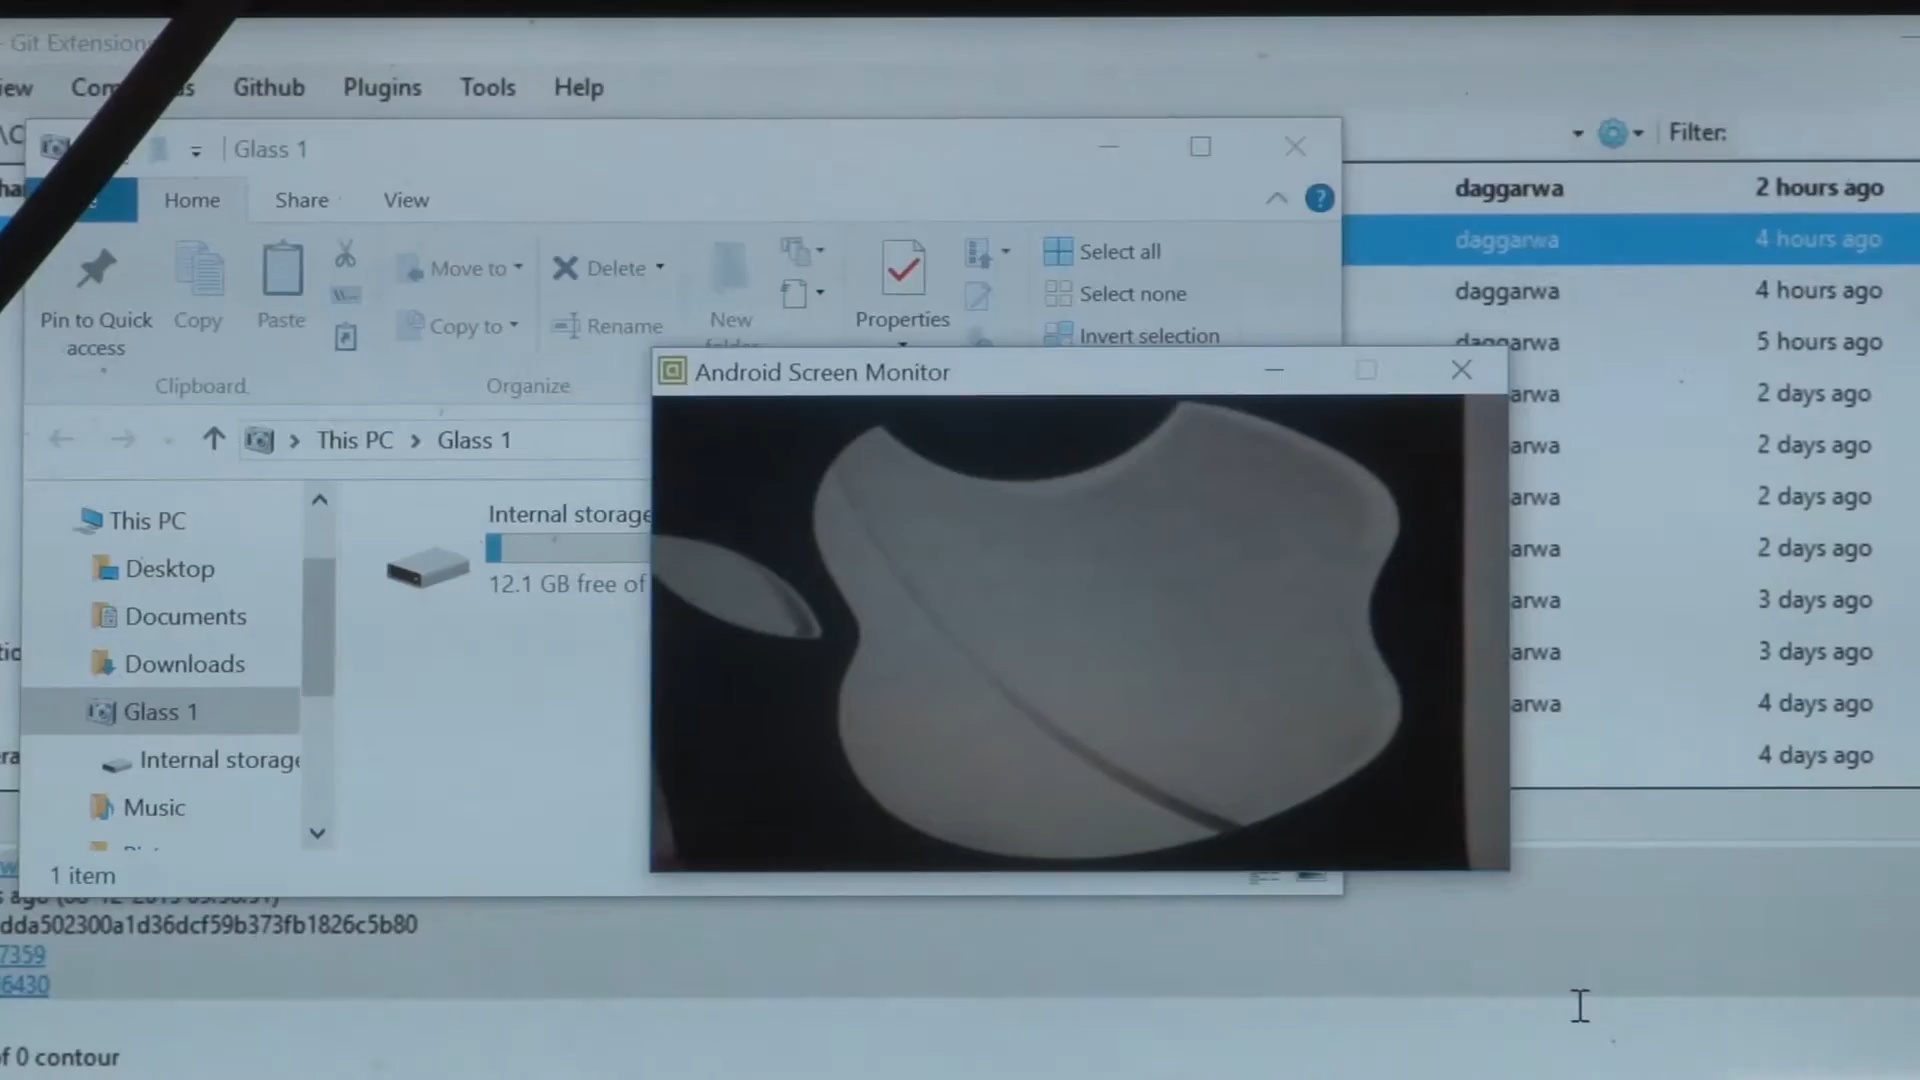 - Git Extensions
iew Com s Github Plugins Tools Help
\C Glass 1 Filter:
Home Share View
daggarwa 2 hours ago
daggarwa 4 hours ago
daggarwa 4 hours ago
daggarwa 5 hours ago
arwa 2 days ago
arwa 2 days ago
arwa 2 days ago
arwa 2 days ago
arwa 3 days ago
arwa 3 days ago
arwa 4 days ago
4 days ago
Pin to Quick access
Copy
Paste
Clipboard
Move to
Copy to
Delete
Rename
Organize
New
Properties
Select all
Select none
Invert selection
Android Screen Monitor
This PC > Glass 1
This PC
Desktop
Documents
Downloads
Glass 1
Internal storage
Music
1 item
Internal storage
12.1 GB free of
dda502300a1d36dcf59b373fb1826c5b80
7359
6430
of 0 contour